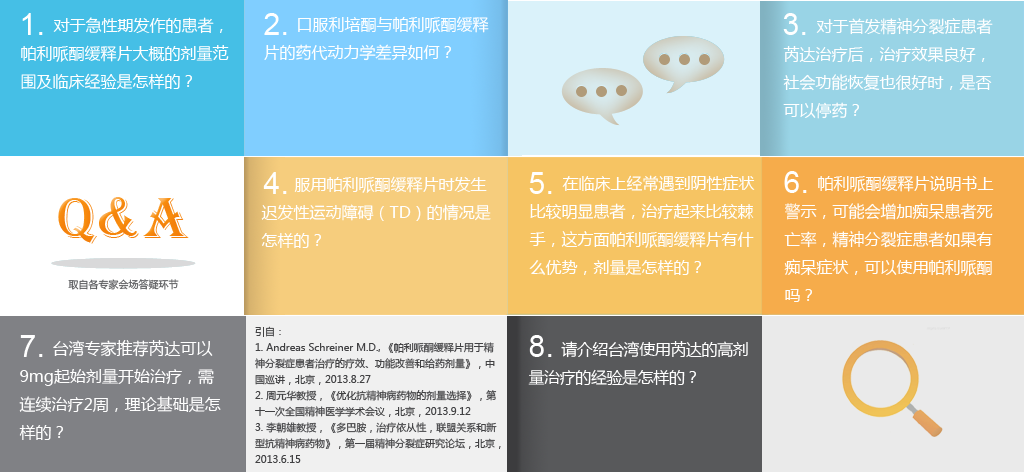 1. 对于急性期发作的患者，
帕利哌酮缓释片大概的剂量范
围及临床经验是怎样的？
2. 口服利培酮与帕利哌酮缓释
片的药代动力学差异如何？
3. 对于首发精神分裂症患者
芮达治疗后，治疗效果良好，
社会功能恢复也很好时，是否
可以停药？
Q&A
取自各专家会场答疑环节
4. 服用帕利哌酮缓释片时发生
迟发性运动障碍（TD）的情况是
怎样的？
5. 在临床上经常遇到阴性症状
比较明显患者，治疗起来比较棘
手，这方面帕利哌酮缓释片有什
么优势，剂量是怎样的？
6. 帕利哌酮缓释片说明书上
警示，可能会增加痴呆患者死
亡率，精神分裂症患者如果有
痴呆症状，可以使用帕利哌酮
吗？
7. 台湾专家推荐芮达可以
9mg起始剂量开始治疗，需
连续治疗2周，理论基础是怎
样的？
引自：
1. Andreas Schreiner M.D.,《帕利哌酮缓释片用于精
神分裂症患者治疗的疗效、功能改善和给药剂量》，中
国巡讲，北京，2013.8.27
2. 周元华教授，《优化抗精神病药物的剂量选择》，第
十一次全国精神医学学术会议，北京，2013.9.12
3. 李朝雄教授，《多巴胺，治疗依从性，联盟关系和新
型抗精神病药物》，第一届精神分裂症研究论坛，北京，
2013.6.15
8. 请介绍台湾使用芮达的高剂
量治疗的经验是怎样的？